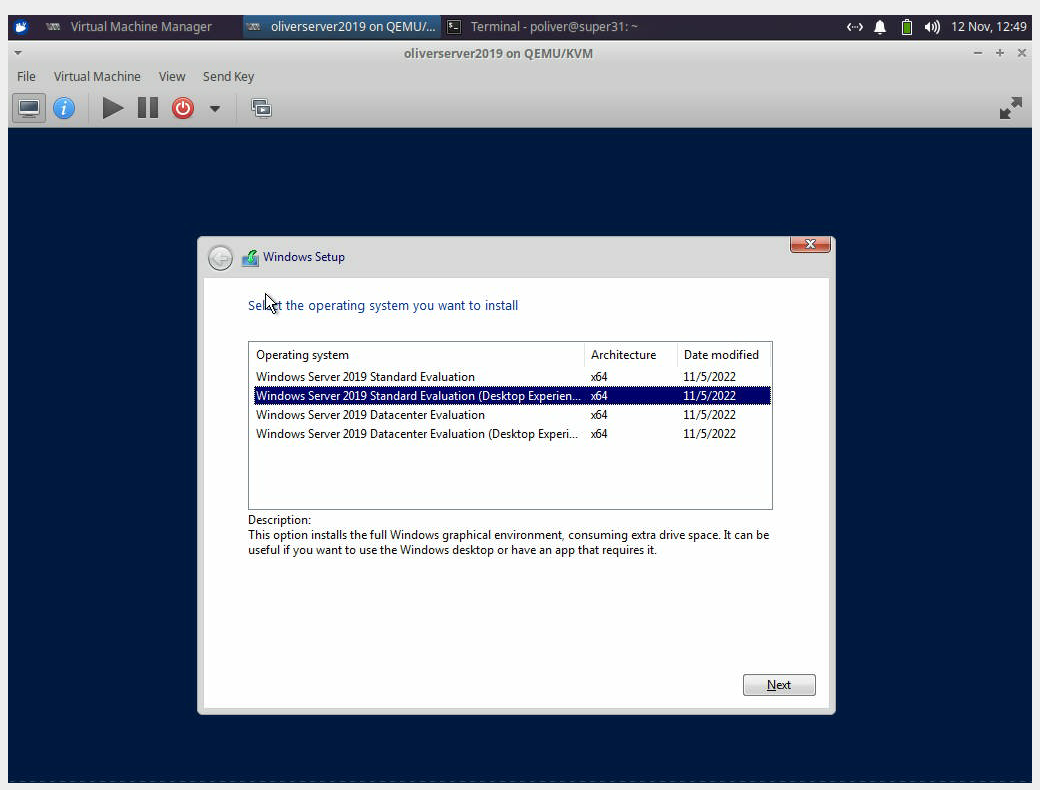 Virtual Machine Manager oliverserver2019 on QEMU/... Terminal - poliver@super31: ~ 12 Nov, 12:49
oliverserver2019 on QEMU/KVM
File Virtual Machine View Send Key
Windows Setup
Select the operating system you want to install
Operating system Architecture Date modified
Windows Server 2019 Standard Evaluation x64 11/5/2022
Windows Server 2019 Standard Evaluation (Desktop Experien... x64 11/5/2022
Windows Server 2019 Datacenter Evaluation x64 11/5/2022
Windows Server 2019 Datacenter Evaluation (Desktop Experi... x64 11/5/2022
Description:
This option installs the full Windows graphical environment, consuming extra drive space. It can be
useful if you want to use the Windows desktop or have an app that requires it.
Next